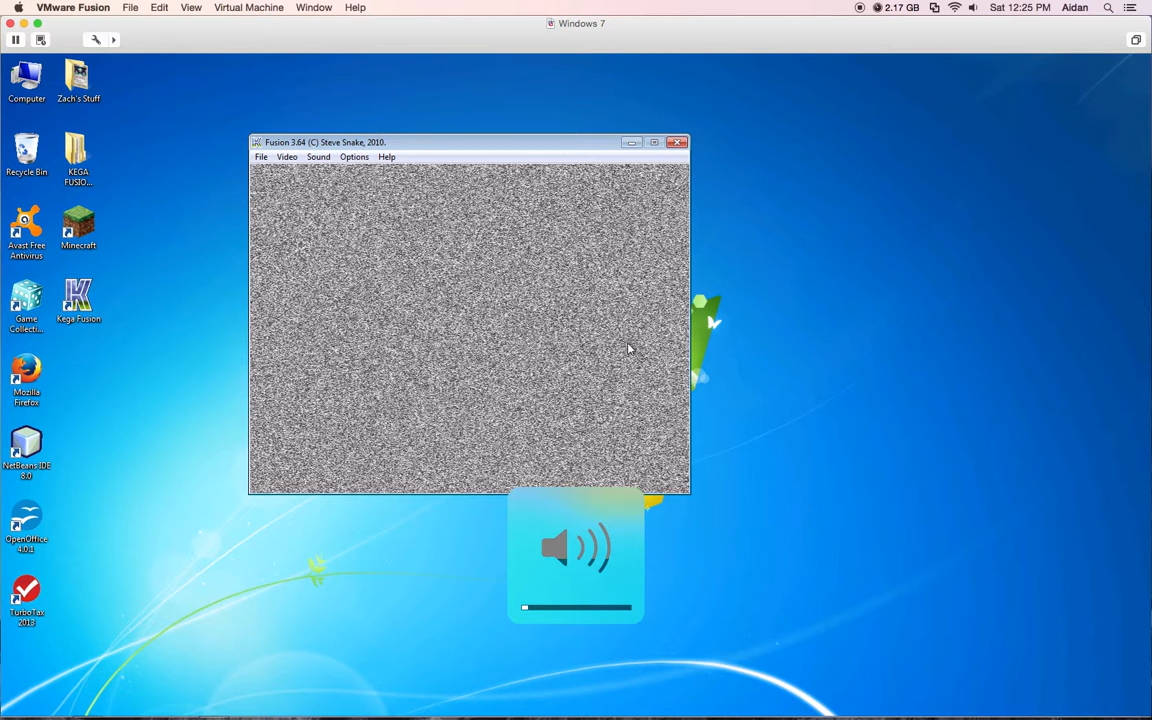 VMware Fusion File Edit View Virtual Machine Window Help 2.17 GB Sat 12:25 PM Aidan
Windows 7
Computer
Zach's Stuff
Recycle Bin
KEGA
FUSIO...
Avast Free
Antivirus
Minecraft
Game
Collecti...
Kega Fusion
Mozilla
Firefox
NetBeans IDE
8.0
OpenOffice
4.0.1
TurboTax
2013
Fusion 3.64 (C) Steve Snake, 2010.
File Video Sound Options Help